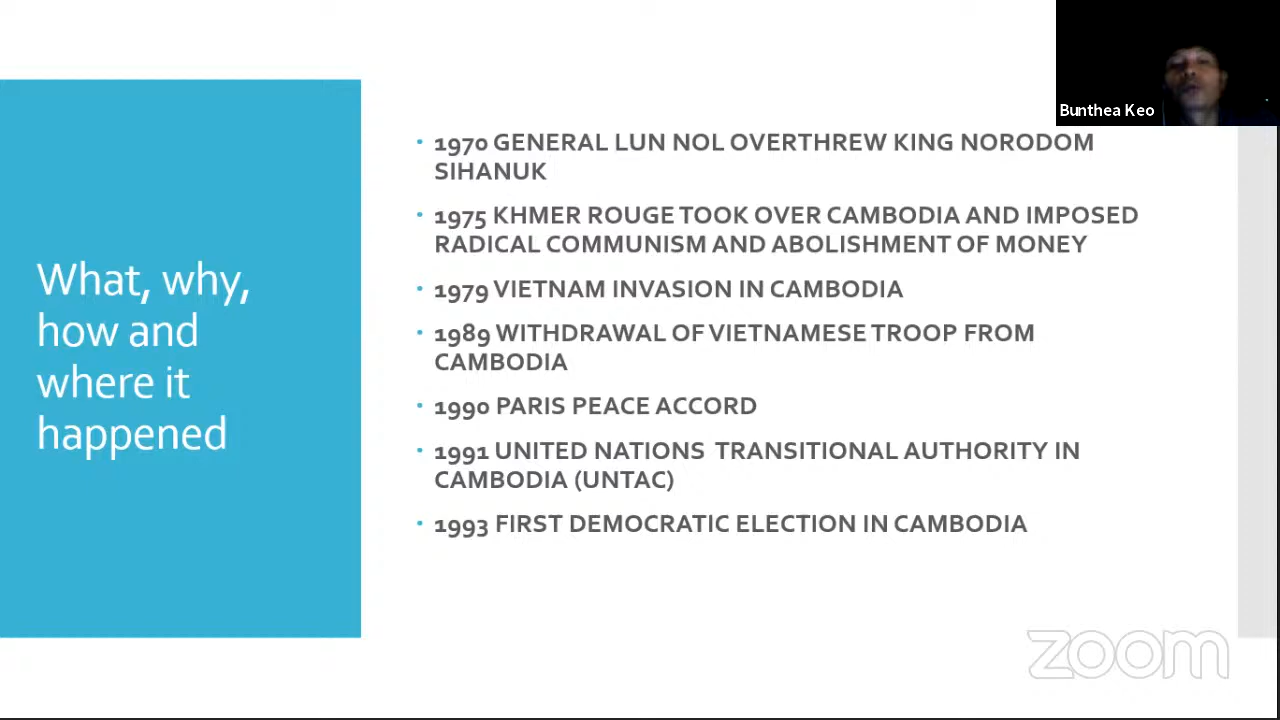 Bunthea Keo
What, why,
how and
where it
happened
• 1970 GENERAL LUN NOL OVERTHREW KING NORODOM
SIHANUK
• 1975 KHMER ROUGE TOOK OVER CAMBODIA AND IMPOSED
RADICAL COMMUNISM AND ABOLISHMENT OF MONEY
• 1979 VIETNAM INVASION IN CAMBODIA
• 1989 WITHDRAWAL OF VIETNAMESE TROOP FROM
CAMBODIA
• 1990 PARIS PEACE ACCORD
• 1991 UNITED NATIONS TRANSITIONAL AUTHORITY IN
CAMBODIA (UNTAC)
• 1993 FIRST DEMOCRATIC ELECTION IN CAMBODIA
zoom